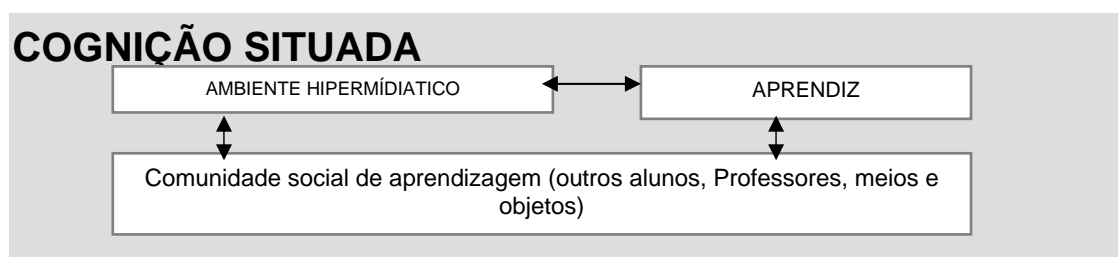 COGNIÇÃO SITUADA
AMBIENTE HIPERMÍDIATICO
APRENDIZ
Comunidade social de aprendizagem (outros alunos, Professores, meios e
objetos)